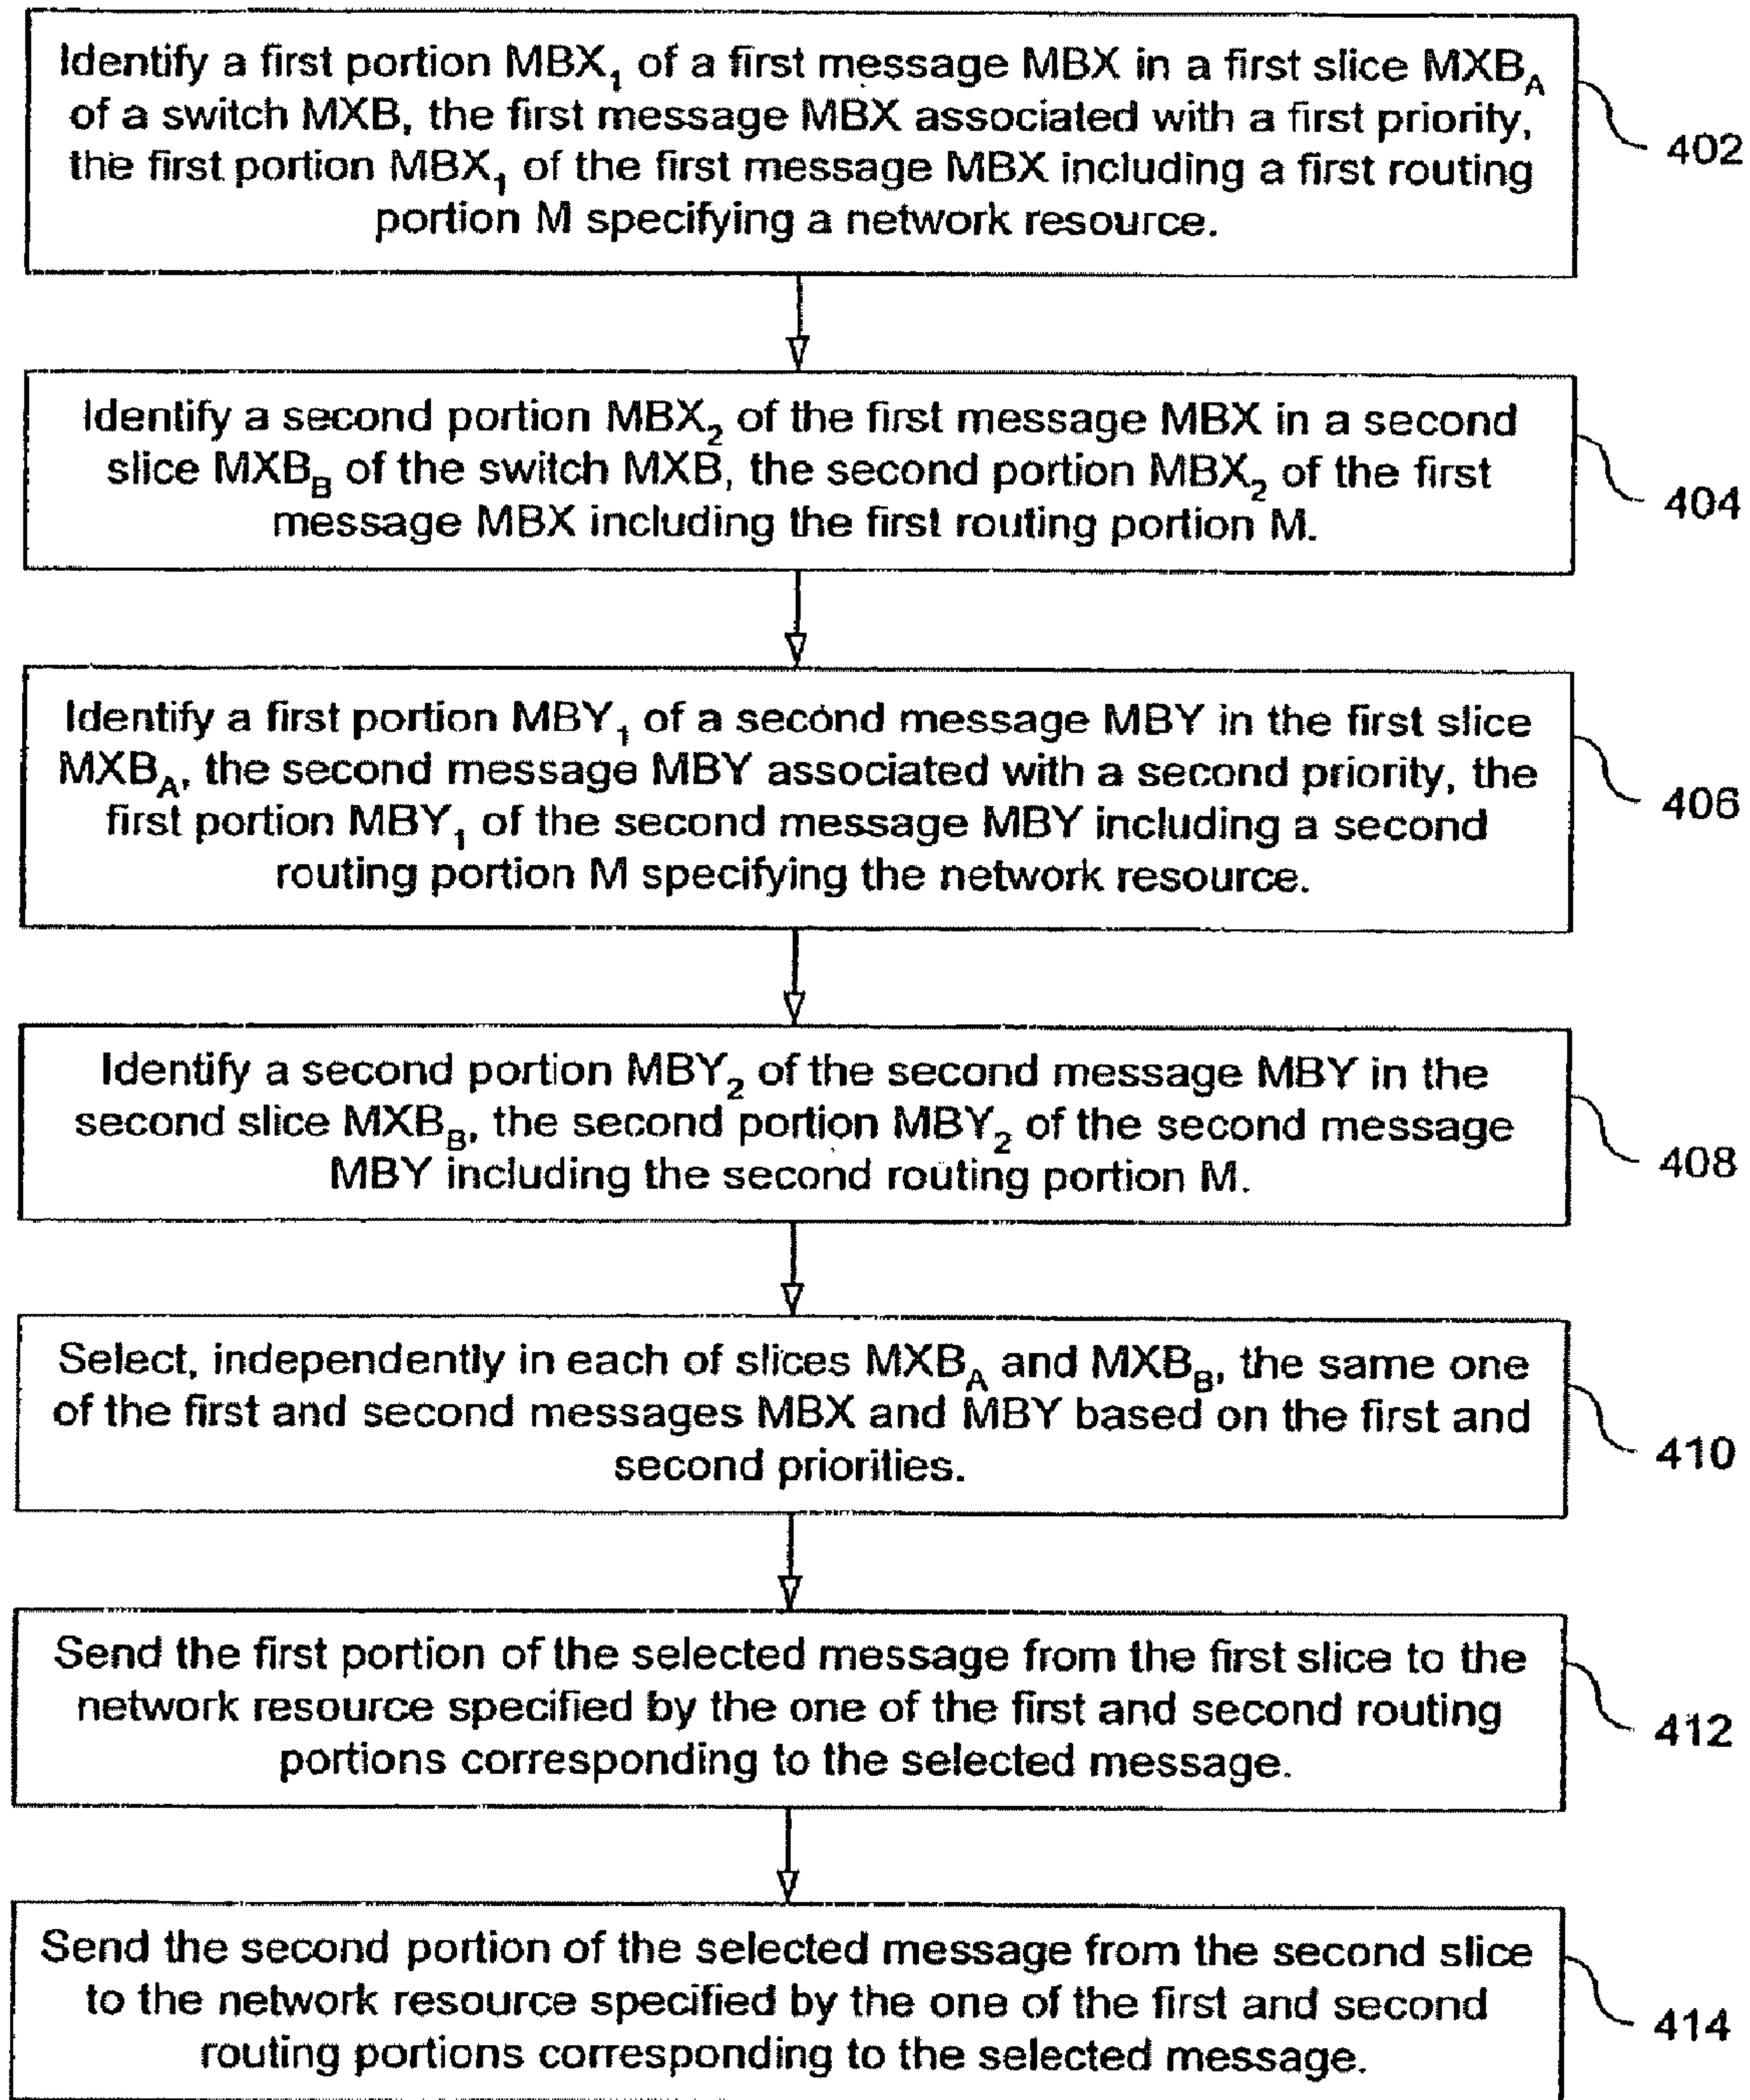 Identify a first portion MBX₁ of a first message MBX in a first slice MXB_A
of a switch MXB, the first message MBX associated with a first priority,
the first portion MBX₁ of the first message MBX including a first routing
portion M specifying a network resource.
402
Identify a second portion MBX₂ of the first message MBX in a second
slice MXB_B of the switch MXB, the second portion MBX₂ of the first
message MBX including the first routing portion M.
404
Identify a first portion MBY₁ of a second message MBY in the first slice
MXB_A, the second message MBY associated with a second priority, the
first portion MBY₁ of the second message MBY including a second
routing portion M specifying the network resource.
406
Identify a second portion MBY₂ of the second message MBY in the
second slice MXB_B, the second portion MBY₂ of the second message
MBY including the second routing portion M.
408
Select, independently in each of slices MXB_A and MXB_B, the same one
of the first and second messages MBX and MBY based on the first and
second priorities.
410
Send the first portion of the selected message from the first slice to the
network resource specified by the one of the first and second routing
portions corresponding to the selected message.
412
Send the second portion of the selected message from the second slice
to the network resource specified by the one of the first and second
routing portions corresponding to the selected message.
414